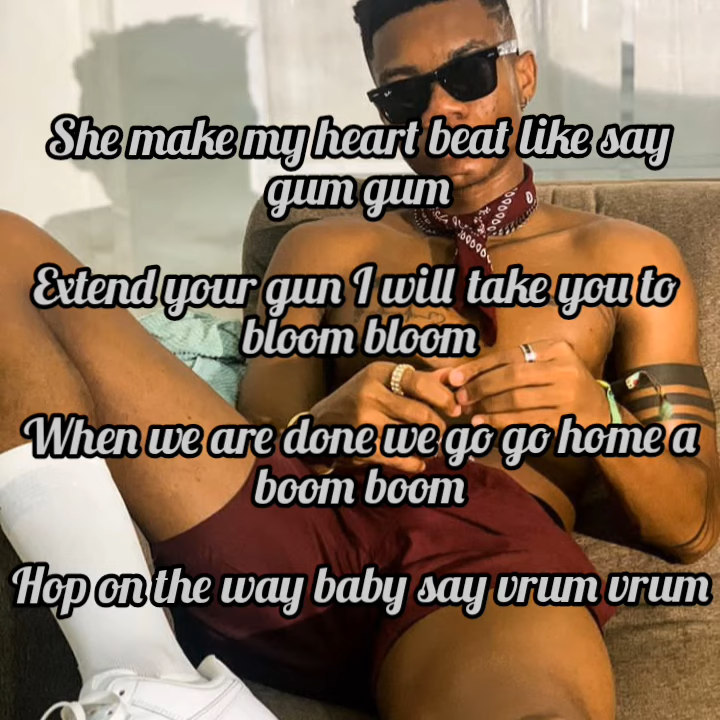 She make my heart beat like say
gum gum
Extend your gun I will take you to
bloom bloom
When we are done we go go home a
boom boom
Hop on the way baby say vrum vrum